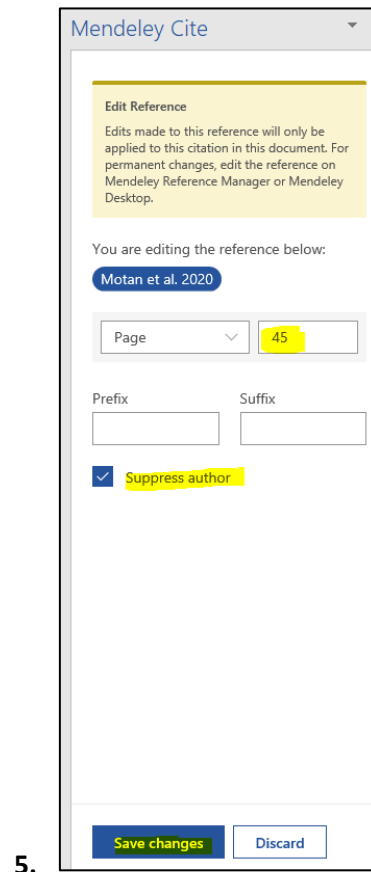 Mendeley Cite
Edit Reference
Edits made to this reference will only be
applied to this citation in this document. For
permanent changes, edit the reference on
Mendeley Reference Manager or Mendeley
Desktop.
You are editing the reference below:
Motan et al. 2020
Page 45
Prefix Suffix
Suppress author
Save changes Discard
5.